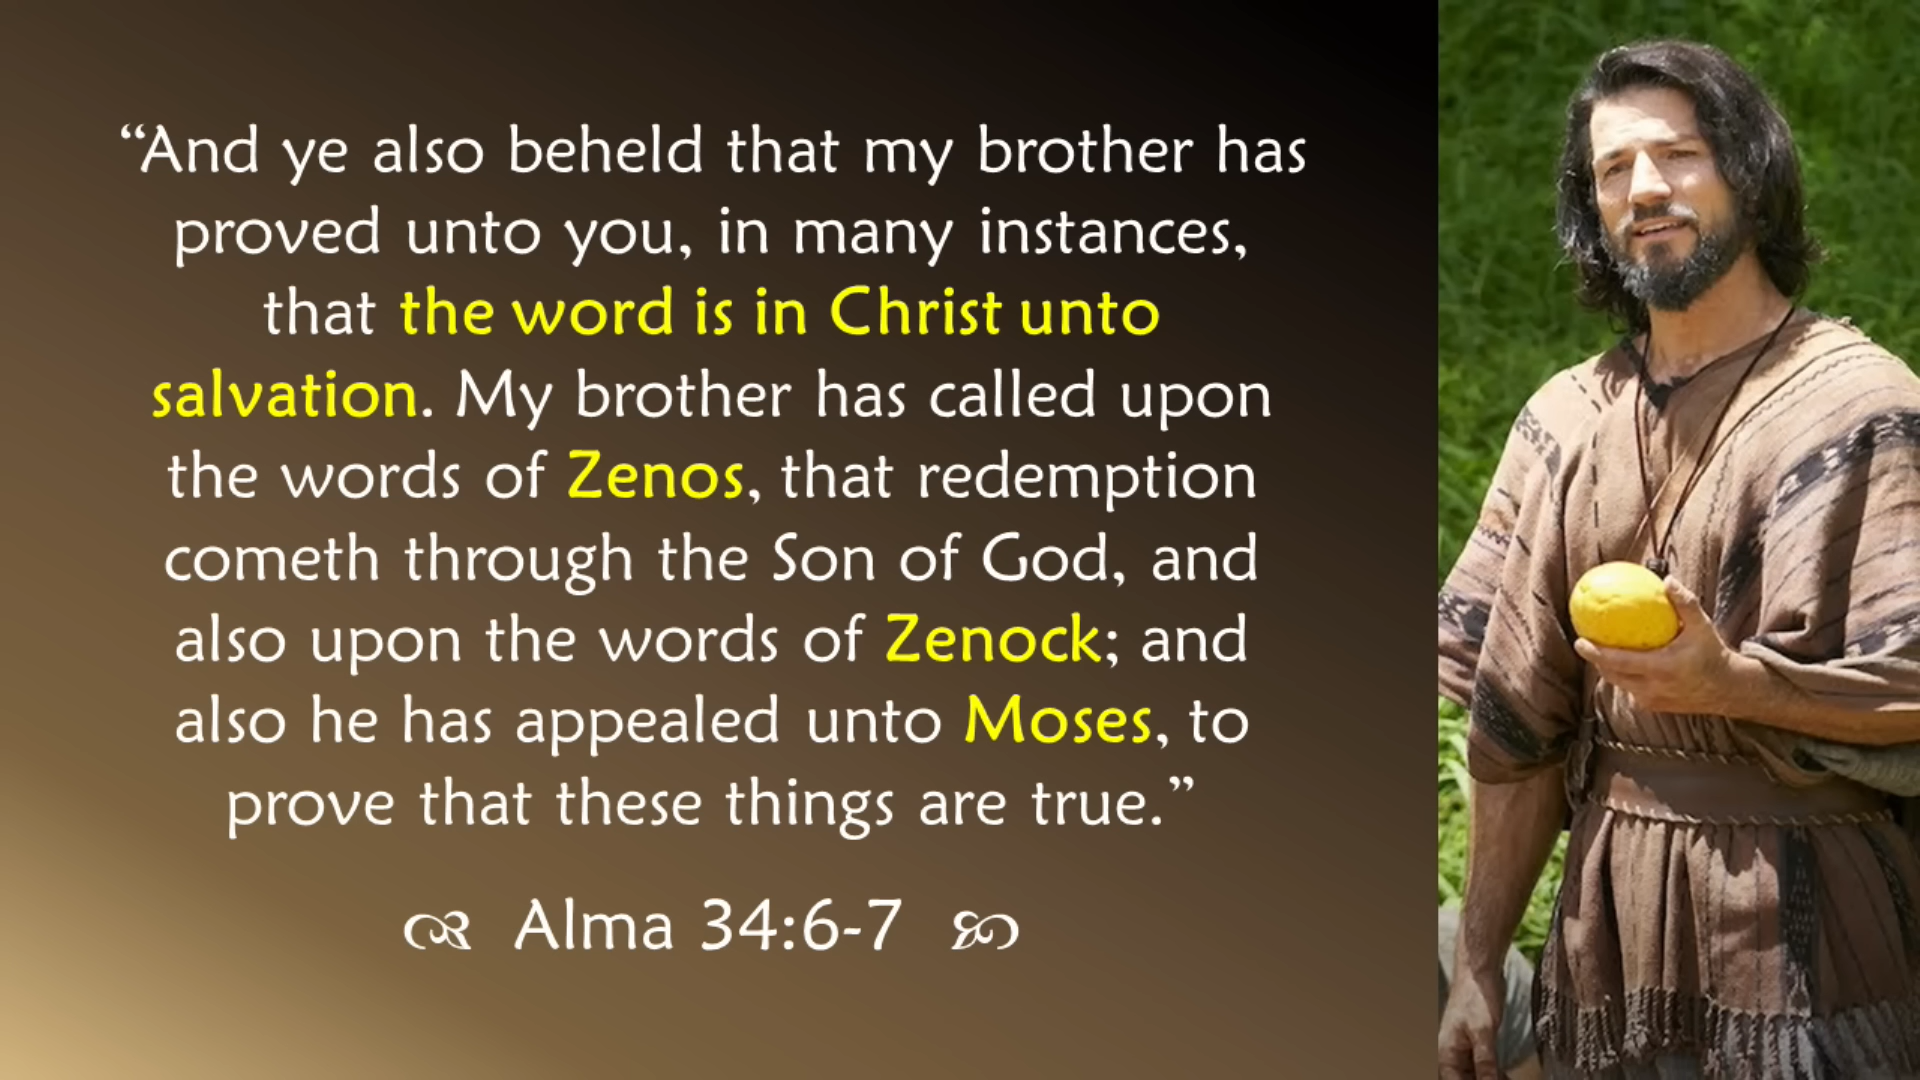 “And ye also beheld that my brother has
proved unto you, in many instances,
that the word is in Christ unto
salvation. My brother has called upon
the words of Zenos, that redemption
cometh through the Son of God, and
also upon the words of Zenock; and
also he has appealed unto Moses, to
prove that these things are true.”
Alma 34:6-7